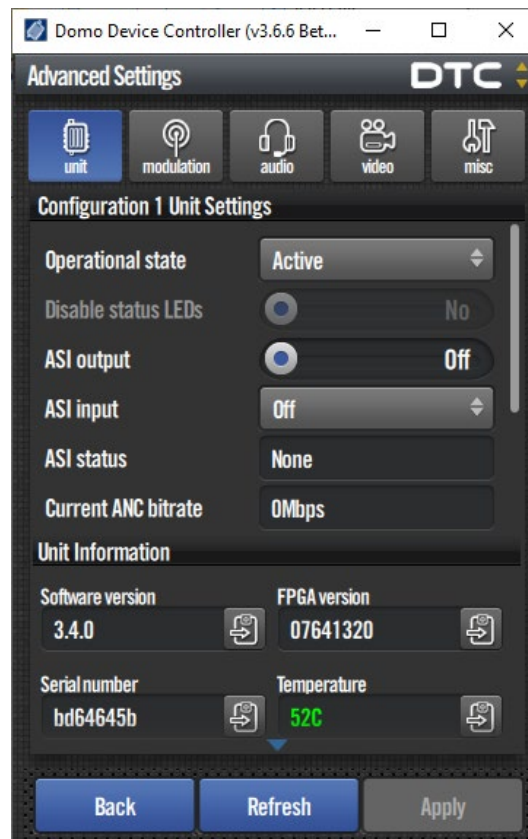 Domo Device Controller (v3.6.6 Bet...
Advanced Settings DTC
unit modulation audio video misc
Configuration 1 Unit Settings
Operational state Active
Disable status LEDs No
ASI output Off
ASI input Off
ASI status None
Current ANC bitrate 0Mbps
Unit Information
Software version FPGA version
3.4.0 07641320
Serial number Temperature
bd64645b 52C
Back Refresh Apply